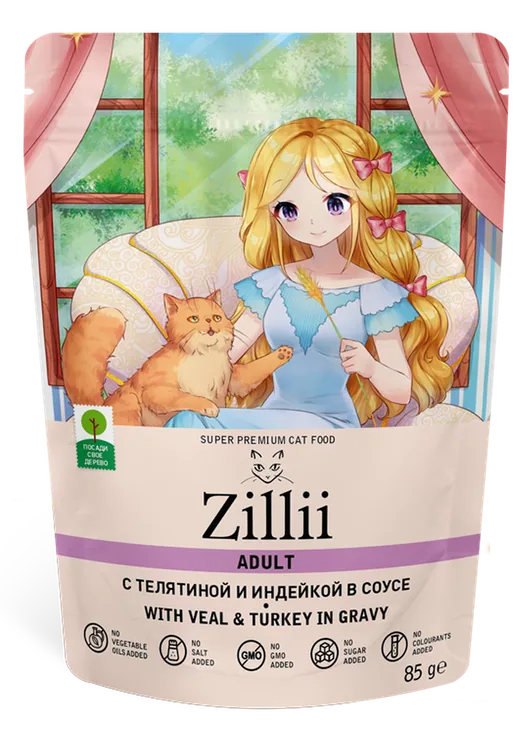 SUPER PREMIUM CAT FOOD
ПОСАДИ
СВОЕ
ДЕРЕВО
Zillii
ADULT
С ТЕЛЯТИНОЙ И ИНДЕЙКОЙ В СОУСЕ
WITH VEAL & TURKEY IN GRAVY
NO
VEGETABLE
OILS ADDED
NO
SALT
ADDED
GMO
NO
GMO
ADDED
NO
SUGAR
ADDED
NO
COLOURANTS
ADDED
85 g℮